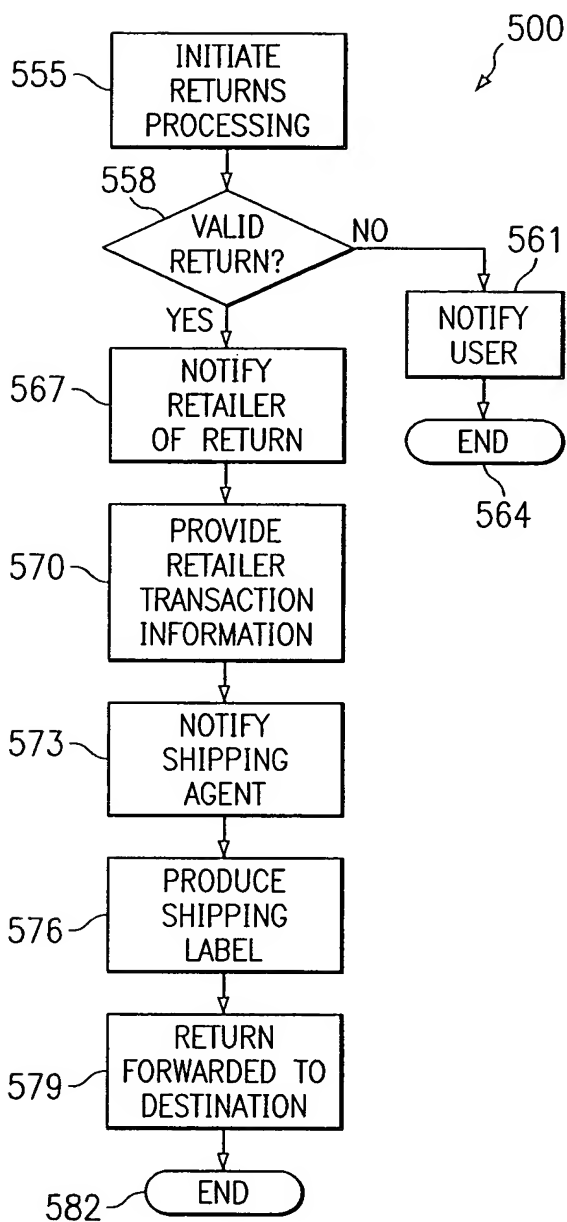 500
555
INITIATE
RETURNS
PROCESSING
558
VALID
RETURN?
NO
YES
561
NOTIFY
USER
END
564
567
NOTIFY
RETAILER
OF RETURN
570
PROVIDE
RETAILER
TRANSACTION
INFORMATION
573
NOTIFY
SHIPPING
AGENT
576
PRODUCE
SHIPPING
LABEL
579
RETURN
FORWARDED TO
DESTINATION
582
END